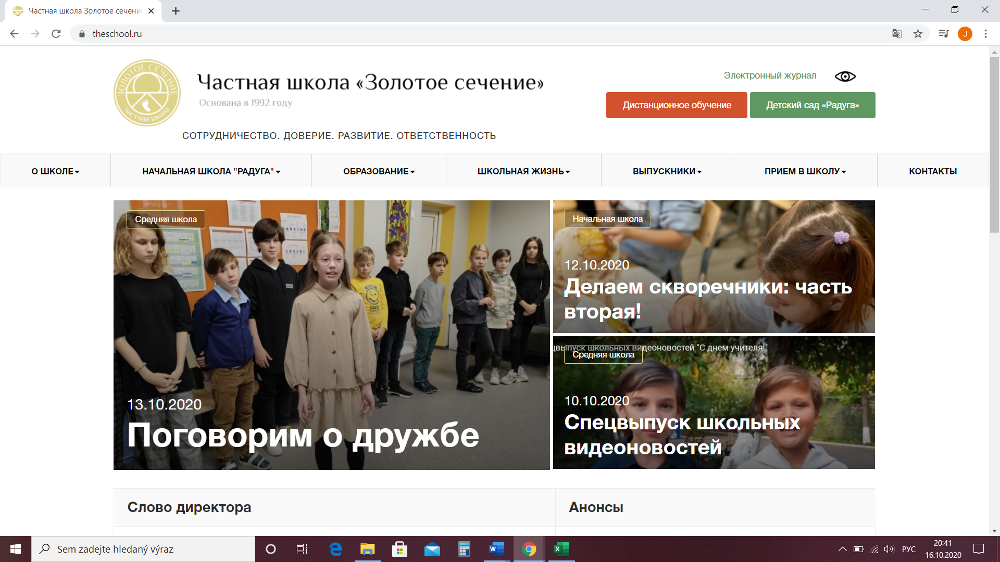 Частная школа Золотое сечени
theschool.ru
J
ЗОЛОТОЕ СЕЧЕНИЕ
частная школа
Частная школа «Золотое сечение»
Основана в 1992 году
СОТРУДНИЧЕСТВО. ДОВЕРИЕ. РАЗВИТИЕ. ОТВЕТСТВЕННОСТЬ
Электронный журнал
Дистанционное обучение
Детский сад «Радуга»
О ШКОЛЕ
НАЧАЛЬНАЯ ШКОЛА "РАДУГА"
ОБРАЗОВАНИЕ
ШКОЛЬНАЯ ЖИЗНЬ
ВЫПУСКНИКИ
ПРИЕМ В ШКОЛУ
КОНТАКТЫ
Средняя школа
13.10.2020
Поговорим о дружбе
Начальная школа
12.10.2020
Делаем скворечники: часть
вторая!
цвыпуск школьных видеоновостей "С днем учителя!"
Средняя школа
10.10.2020
Спецвыпуск школьных
видеоновостей
Слово директора
Анонсы
Sem zadejte hledaný výraz
РУС
20:41
16.10.2020